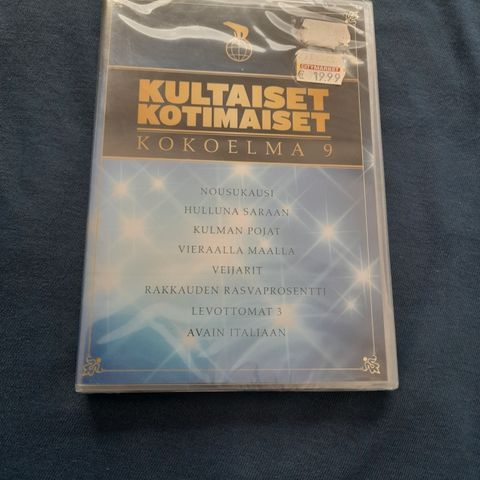 CITYMARKET
€ 19.99
KULTAISET
KOTIMAISET
KOKOELMA 9
NOUSUKAUSI
HULLUNA SARAAN
KULMAN POJAT
VIERAALLA MAALLA
VEIJARIT
RAKKAUDEN RASVAPROSENTTI
LEVOTTOMAT 3
AVAIN ITALIAAN